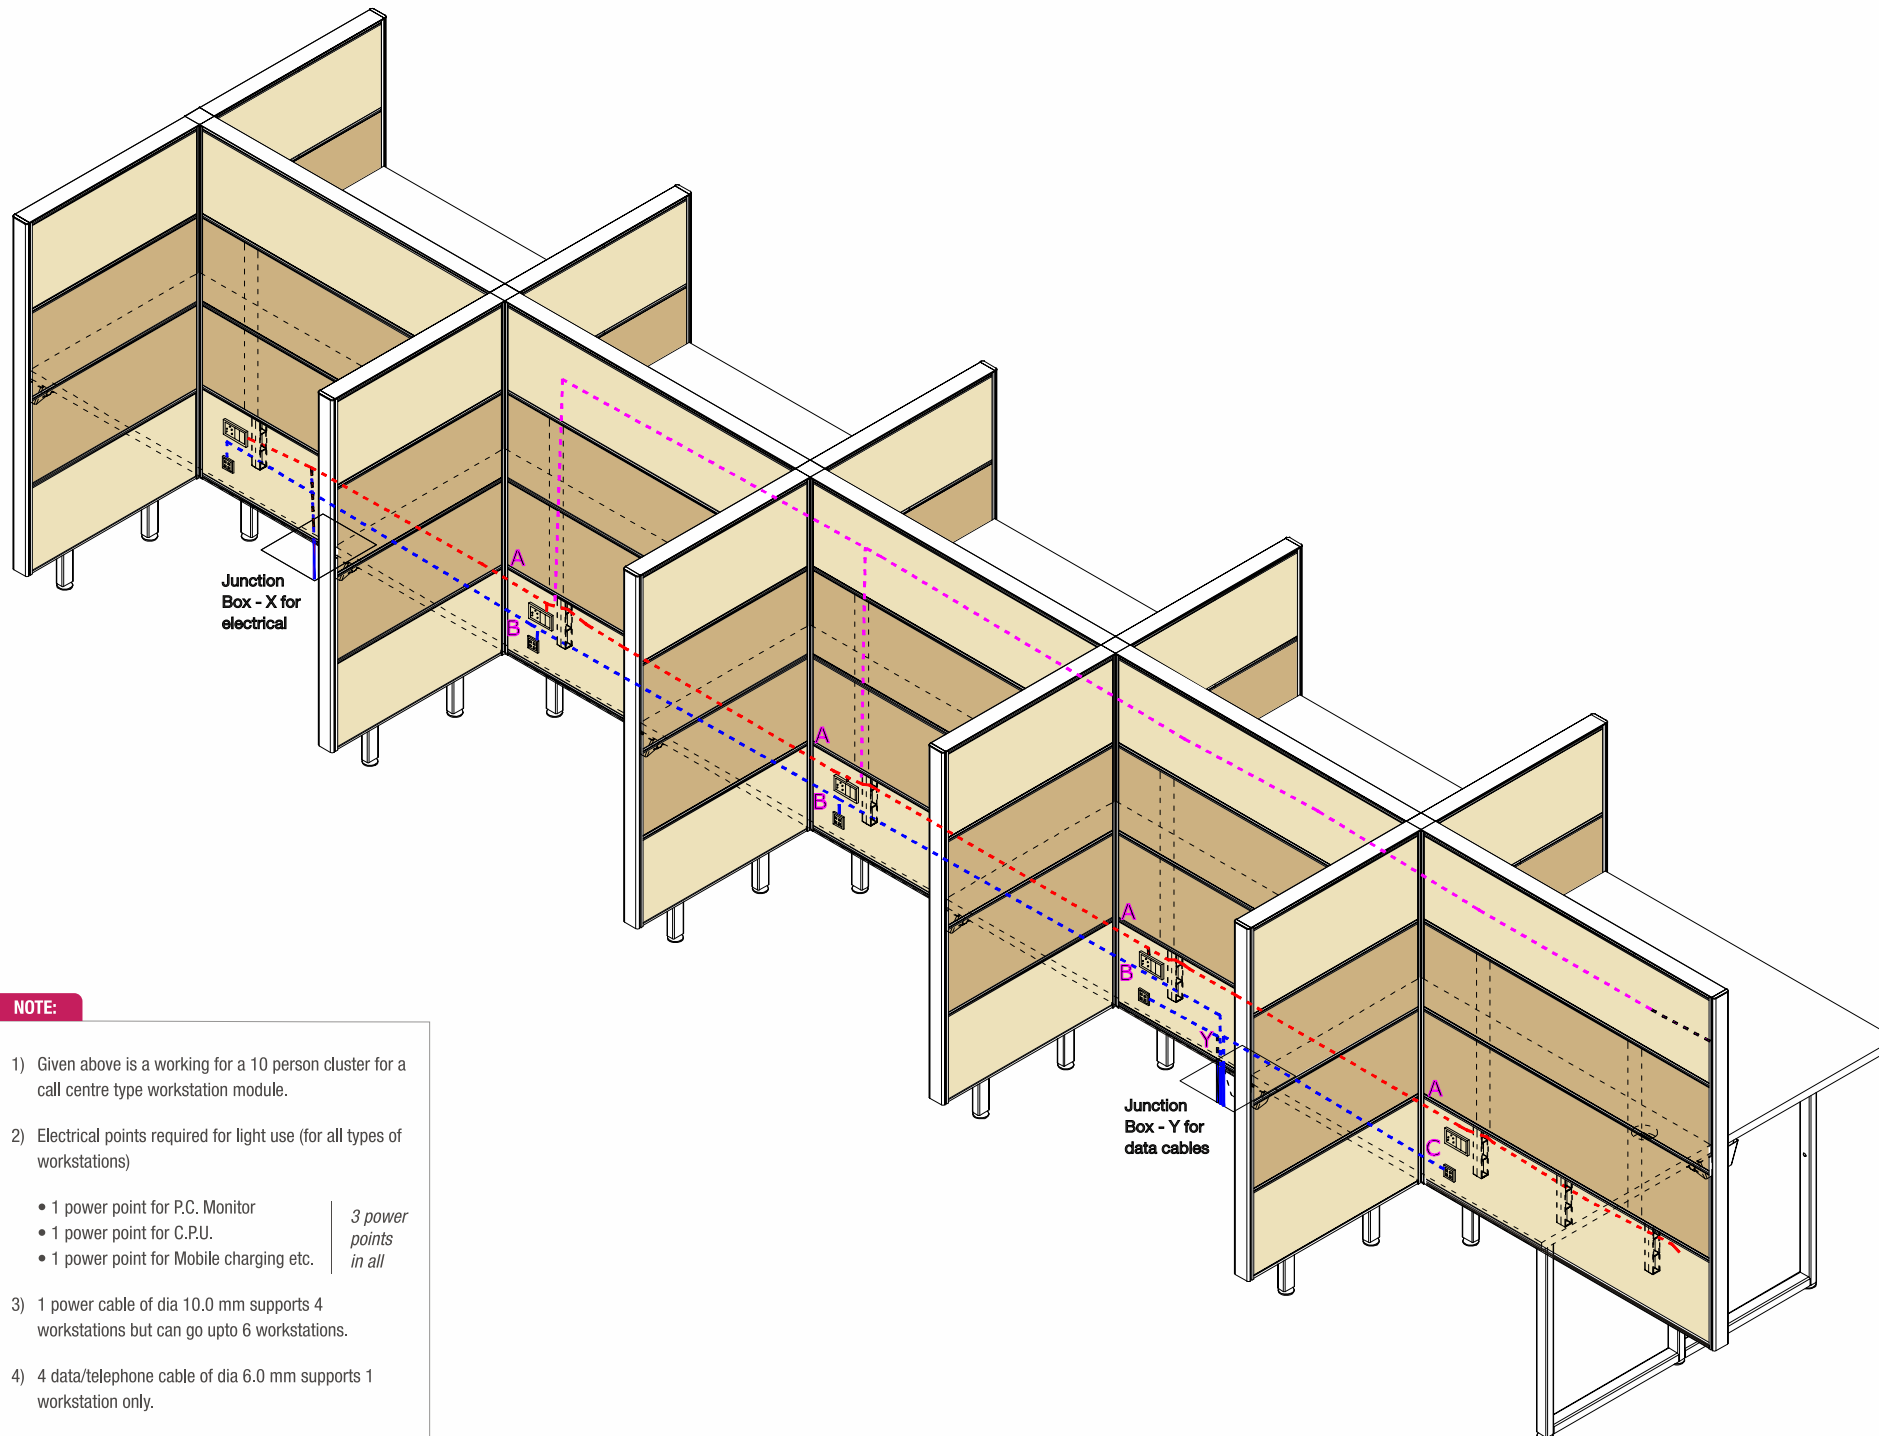 Junction
Box - X for
electrical
A
B
A
B
A
B
Y
Junction
Box - Y for
data cables
A
C
NOTE:
1) Given above is a working for a 10 person cluster for a
call centre type workstation module.
2) Electrical points required for light use (for all types of
workstations)
• 1 power point for P.C. Monitor
• 1 power point for C.P.U.
• 1 power point for Mobile charging etc.
3 power
points
in all
3) 1 power cable of dia 10.0 mm supports 4
workstations but can go upto 6 workstations.
4) 4 data/telephone cable of dia 6.0 mm supports 1
workstation only.